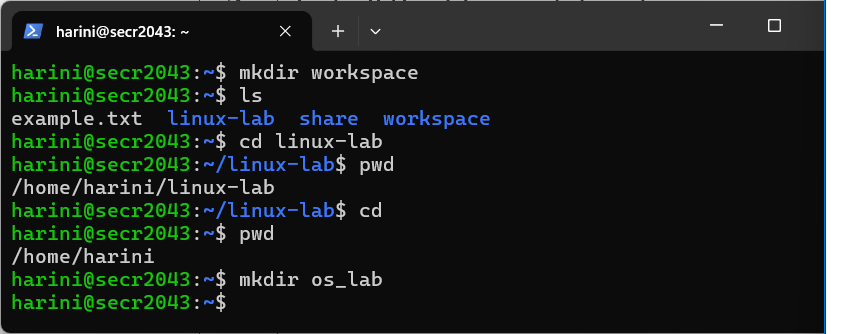 harini@secr2043: ~
harini@secr2043:~$ mkdir workspace
harini@secr2043:~$ ls
example.txt  linux-lab  share  workspace
harini@secr2043:~$ cd linux-lab
harini@secr2043:~/linux-lab$ pwd
/home/harini/linux-lab
harini@secr2043:~/linux-lab$ cd
harini@secr2043:~$ pwd
/home/harini
harini@secr2043:~$ mkdir os_lab
harini@secr2043:~$